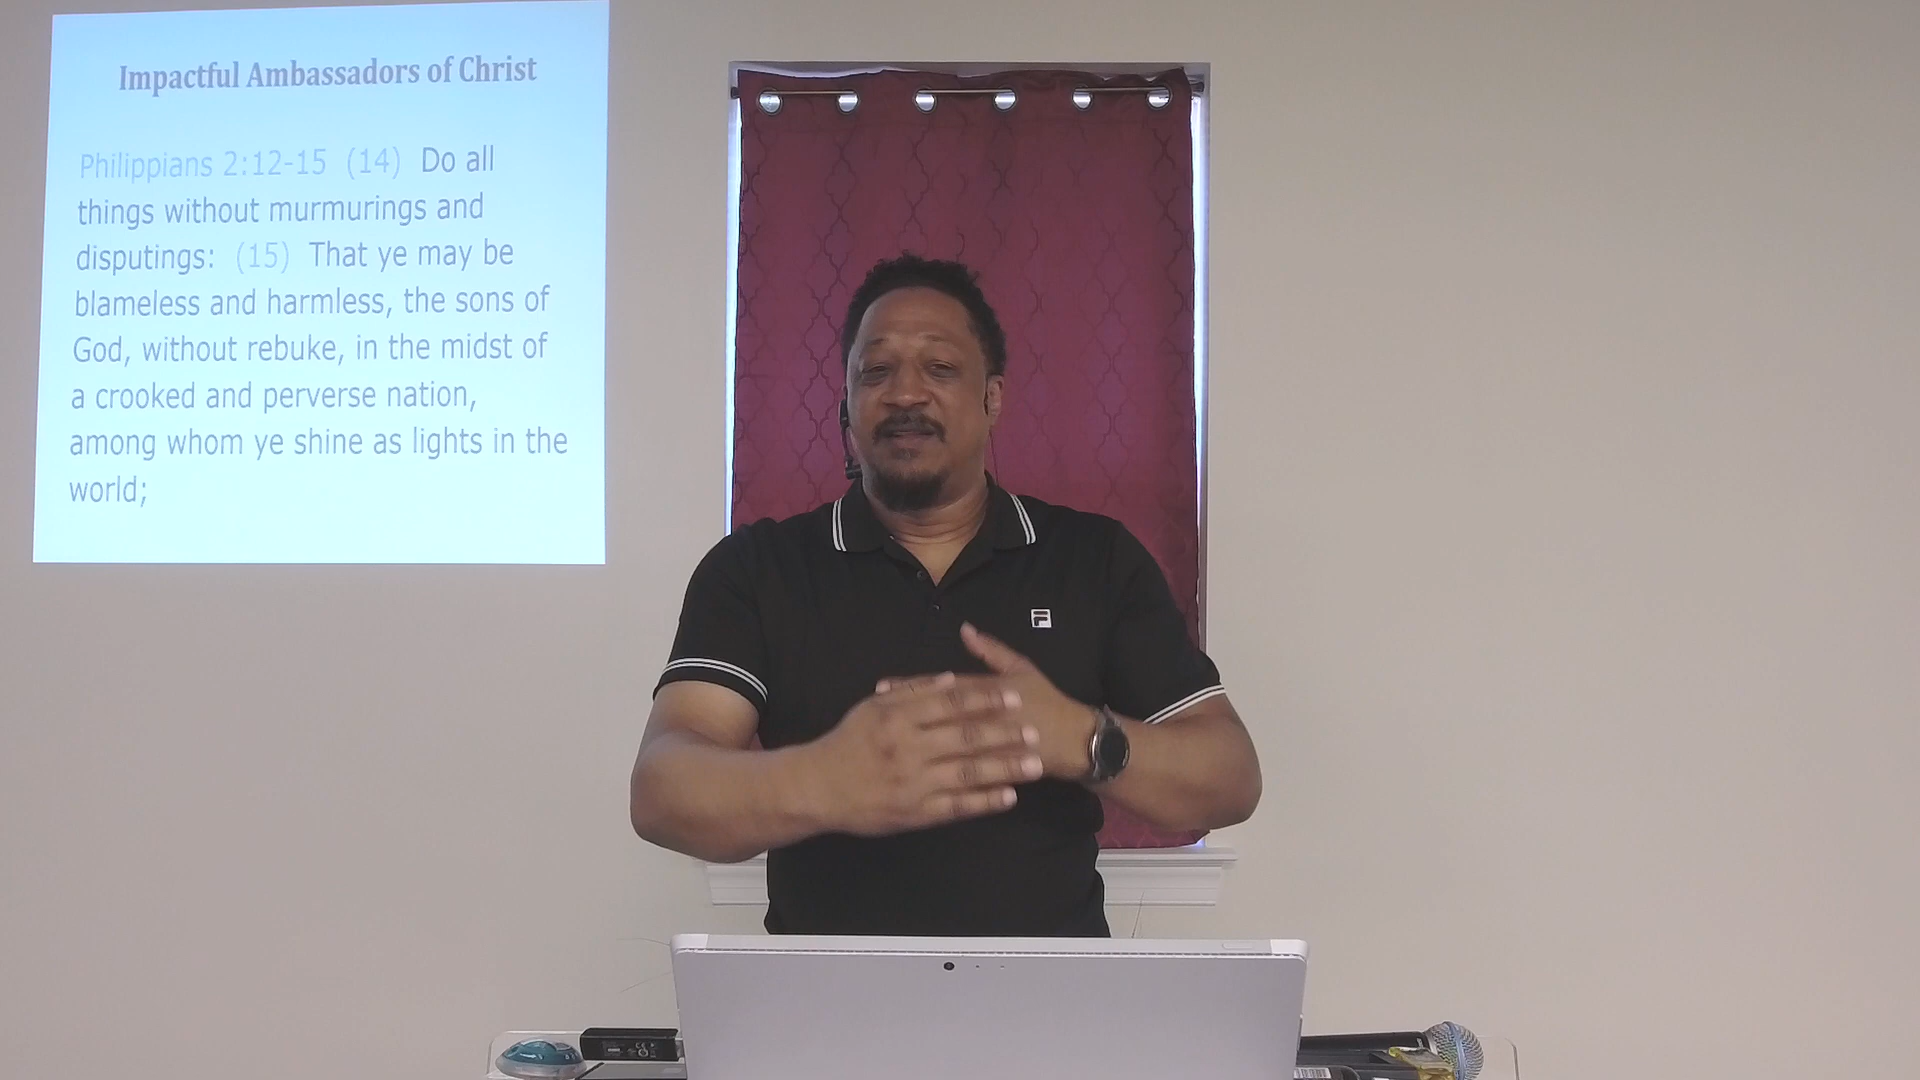 Impactful Ambassadors of Christ
Philippians 2:12-15 (14) Do all
things without murmurings and
disputings: (15) That ye may be
blameless and harmless, the sons of
God, without rebuke, in the midst of
a crooked and perverse nation,
among whom ye shine as lights in the
world;